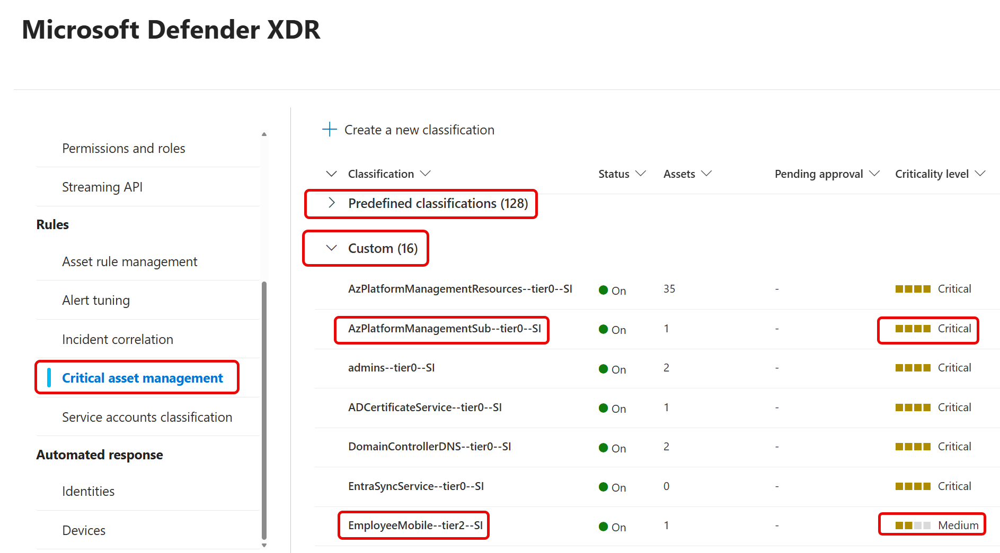 Microsoft Defender XDR
Permissions and roles
Streaming API
Rules
Asset rule management
Alert tuning
Incident correlation
Critical asset management
Service accounts classification
Automated response
Identities
Devices
Create a new classification
Classification Status Assets Pending approval Criticality level
Predefined classifications (128)
Custom (16)
AzPlatformManagementResources--tier0--SI On 35 - Critical
AzPlatformManagementSub--tier0--SI On 1 - Critical
admins--tier0--SI On 2 - Critical
ADCertificateService--tier0--SI On 1 - Critical
DomainControllerDNS--tier0--SI On 2 - Critical
EntraSyncService--tier0--SI On 0 - Critical
EmployeeMobile--tier2--SI On 1 - Medium